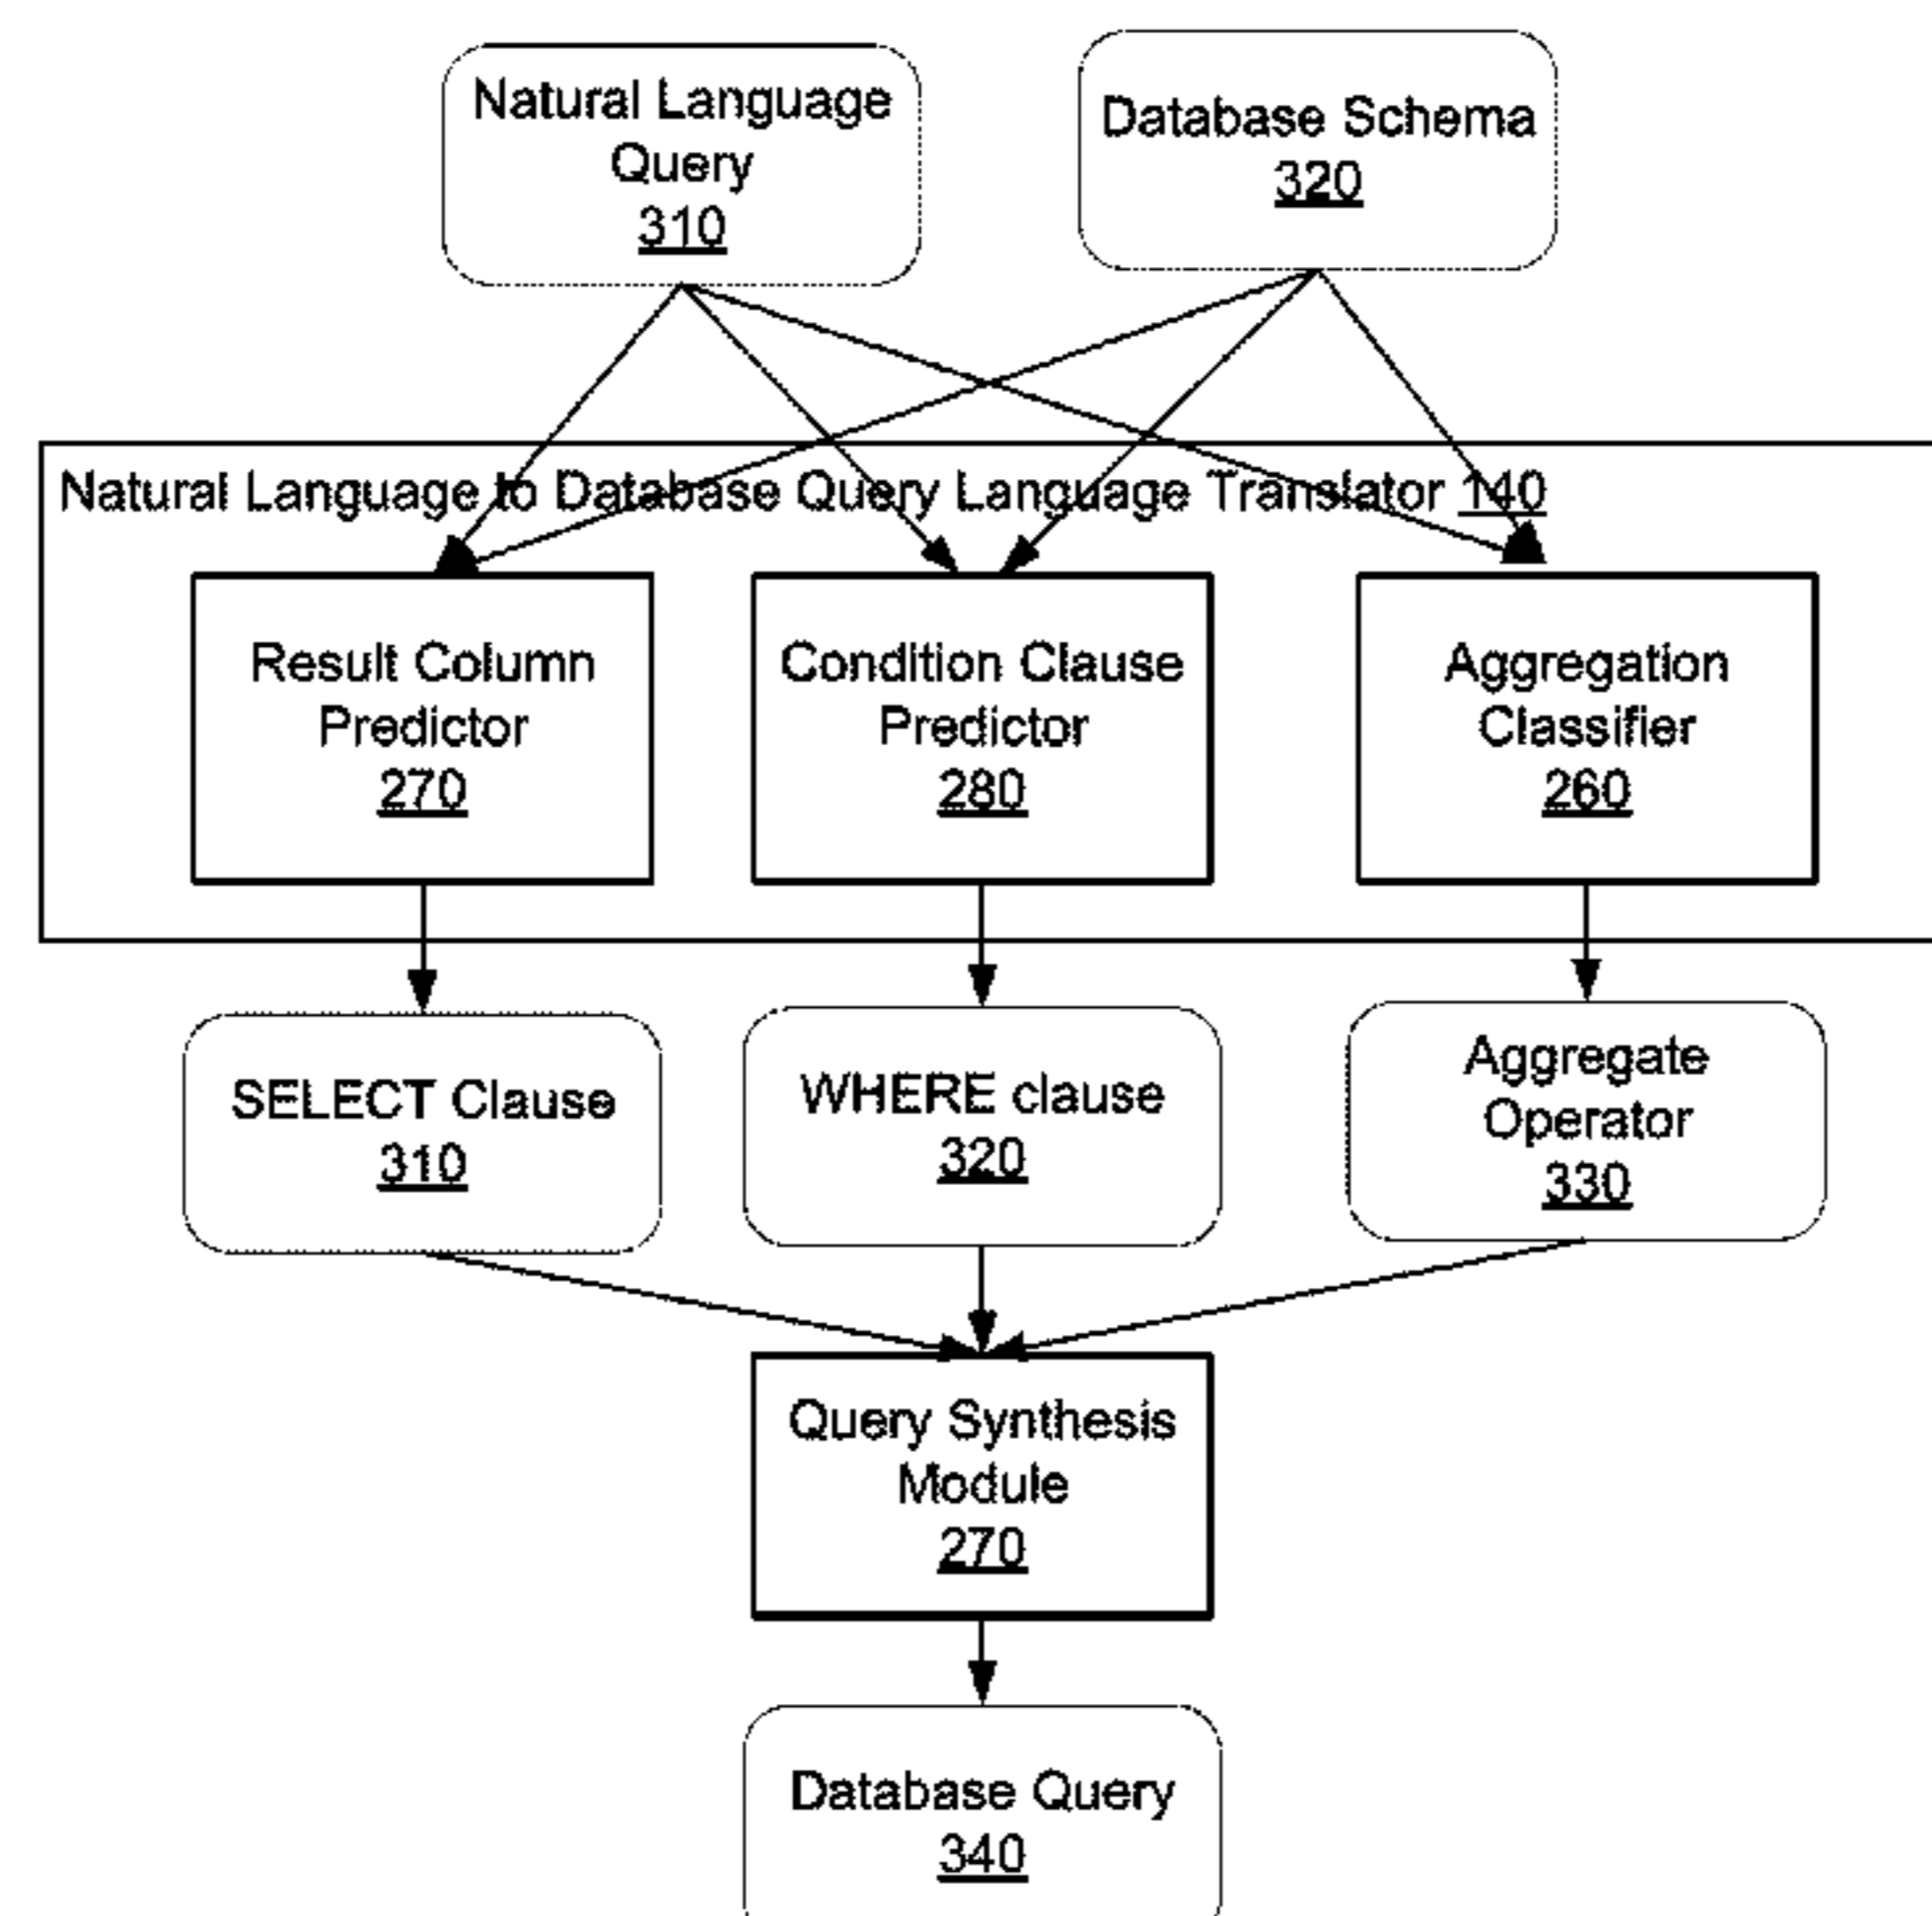 Natural Language
Query
310
Database Schema
320
Natural Language to Database Query Language Translator 140
Result Column
Predictor
270
Condition Clause
Predictor
280
Aggregation
Classifier
260
SELECT Clause
310
WHERE clause
320
Aggregate
Operator
330
Query Synthesis
Module
270
Database Query
340